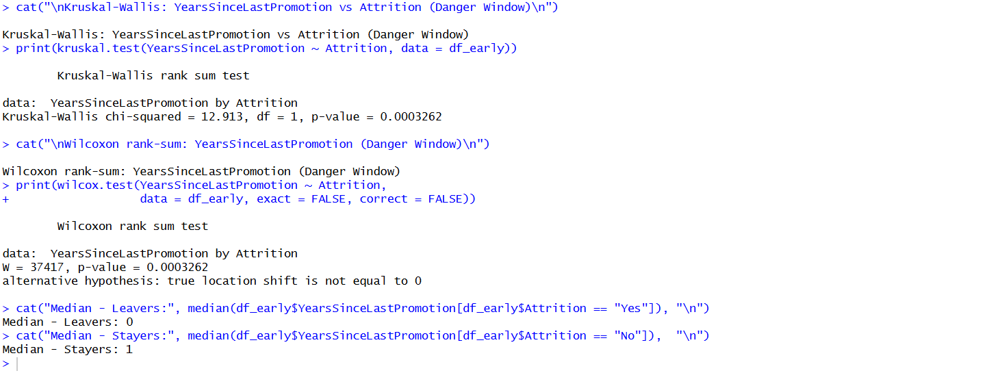 > cat("\nKruskal-Wallis: YearsSinceLastPromotion vs Attrition (Danger Window)\n")
Kruskal-Wallis: YearsSinceLastPromotion vs Attrition (Danger Window)
> print(kruskal.test(YearsSinceLastPromotion ~ Attrition, data = df_early))
Kruskal-Wallis rank sum test
data:  YearsSinceLastPromotion by Attrition
Kruskal-Wallis chi-squared = 12.913, df = 1, p-value = 0.0003262
> cat("\nWilcoxon rank-sum: YearsSinceLastPromotion (Danger Window)\n")
Wilcoxon rank-sum: YearsSinceLastPromotion (Danger Window)
> print(wilcox.test(YearsSinceLastPromotion ~ Attrition,
+                   data = df_early, exact = FALSE, correct = FALSE))
Wilcoxon rank sum test
data:  YearsSinceLastPromotion by Attrition
W = 37417, p-value = 0.0003262
alternative hypothesis: true location shift is not equal to 0
> cat("Median - Leavers:", median(df_early$YearsSinceLastPromotion[df_early$Attrition == "Yes"]), "\n")
Median - Leavers: 0
> cat("Median - Stayers:", median(df_early$YearsSinceLastPromotion[df_early$Attrition == "No"]),  "\n")
Median - Stayers: 1
>